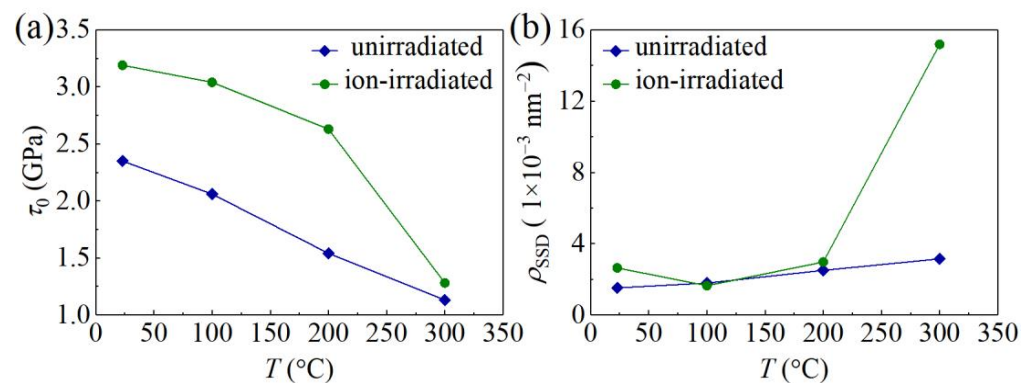 (a)
3.5
3.0
2.5
2.0
1.5
1.0
τ0 (GPa)
unirradiated
ion-irradiated
0 50 100 150 200 250 300 350
T (°C)
(b)
16
12
8
4
0
ρSSD ( 1×10−3 nm−2)
unirradiated
ion-irradiated
0 50 100 150 200 250 300 350
T (°C)